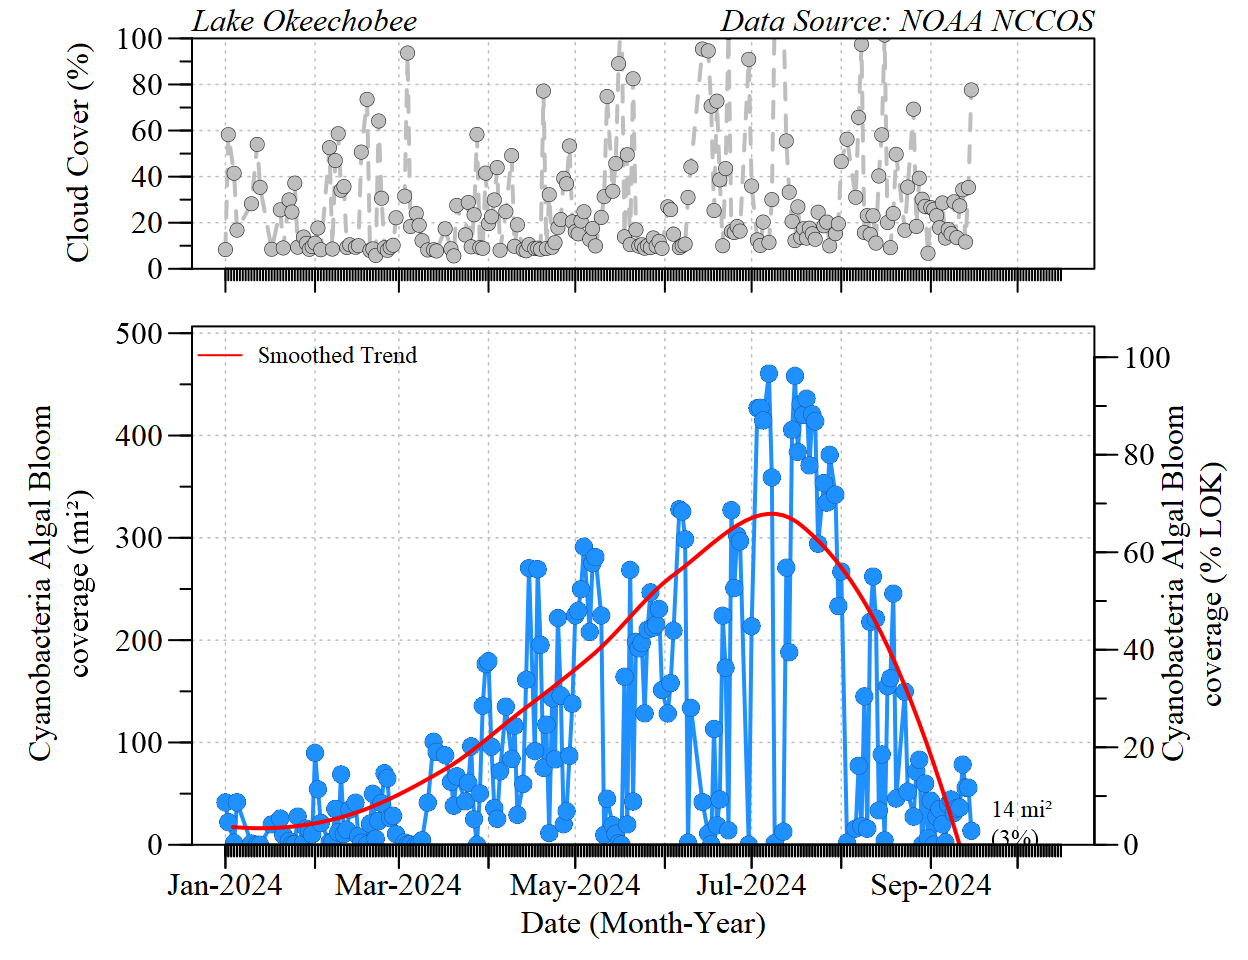 Lake Okeechobee
Data Source: NOAA NCCOS
Cloud Cover (%)
100
80
60
40
20
0
Smoothed Trend
Cyanobacteria Algal Bloom
coverage (mi²)
500
400
300
200
100
0
Cyanobacteria Algal Bloom
coverage (% LOK)
100
80
60
40
20
0
14 mi²
(3%)
Jan-2024
Mar-2024
May-2024
Jul-2024
Sep-2024
Date (Month-Year)